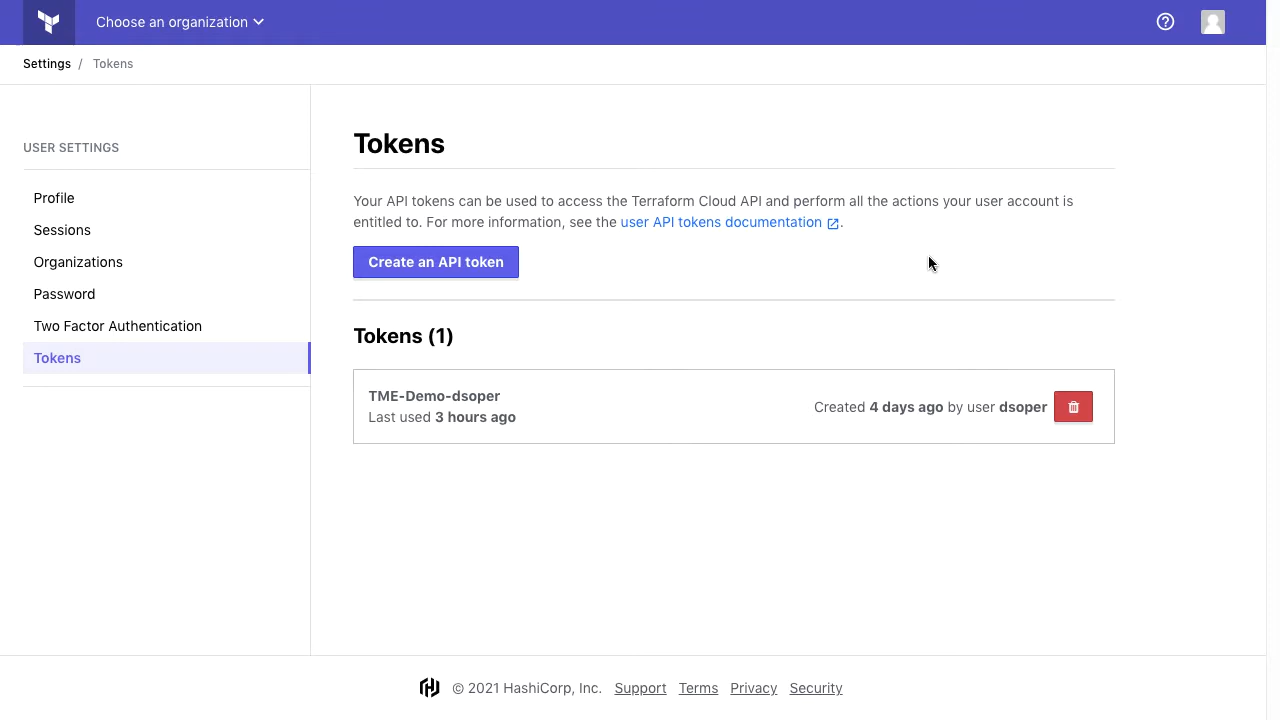 Choose an organization
Settings / Tokens
USER SETTINGS
Profile
Sessions
Organizations
Password
Two Factor Authentication
Tokens
Tokens
Your API tokens can be used to access the Terraform Cloud API and perform all the actions your user account is
entitled to. For more information, see the user API tokens documentation.
Create an API token
Tokens (1)
TME-Demo-dsoper
Last used 3 hours ago
Created 4 days ago by user dsoper
© 2021 HashiCorp, Inc. Support Terms Privacy Security